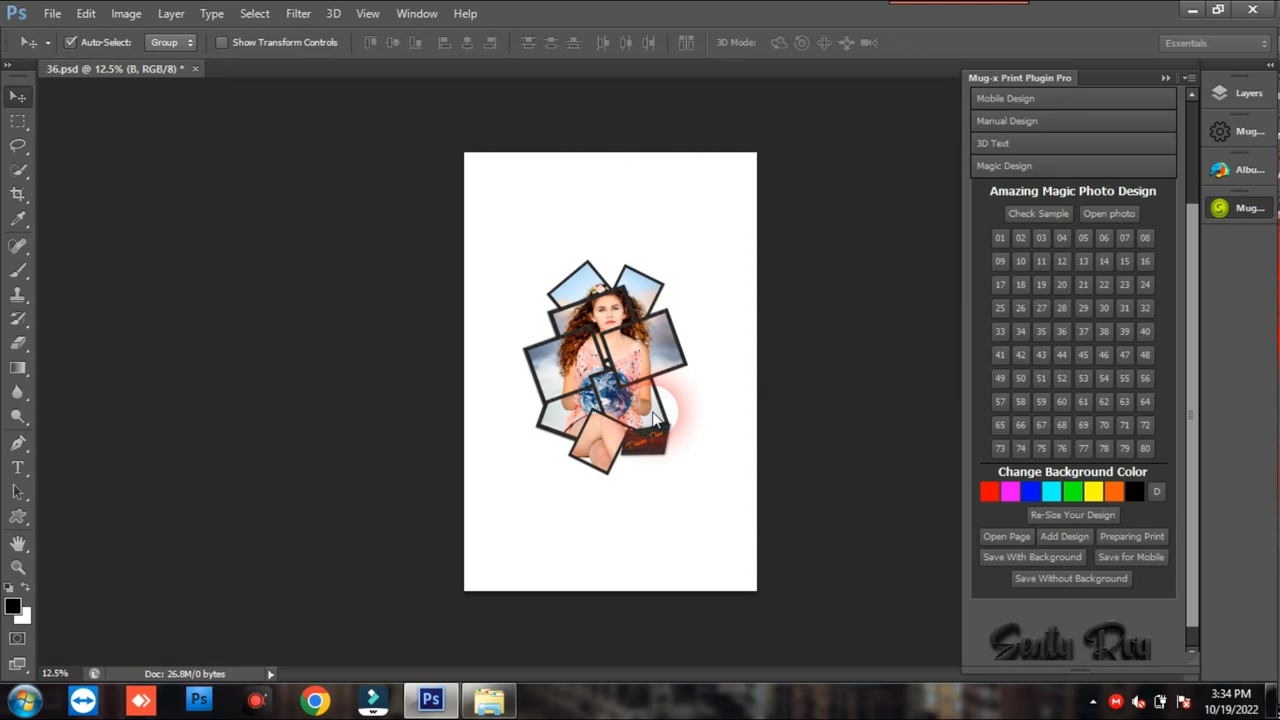 Ps File Edit Image Layer Type Select Filter 3D View Window Help
Auto-Select: Group Show Transform Controls 3D Mode: Essentials
36.psd @ 12.5% (B, RGB/8) *
Mug-x Print Plugin Pro
Mobile Design
Manual Design
3D Text
Magic Design
Amazing Magic Photo Design
Check Sample Open photo
01 02 03 04 05 06 07 08
09 10 11 12 13 14 15 16
17 18 19 20 21 22 23 24
25 26 27 28 29 30 31 32
33 34 35 36 37 38 39 40
41 42 43 44 45 46 47 48
49 50 51 52 53 54 55 56
57 58 59 60 61 62 63 64
65 66 67 68 69 70 71 72
73 74 75 76 77 78 79 80
Change Background Color
D
Re-Size Your Design
Open Page Add Design Preparing Print
Save With Background Save for Mobile
Save Without Background
Layers
Mug...
Albu...
Mug...
12.5% Doc: 26.8M/0 bytes
3:34 PM
10/19/2022